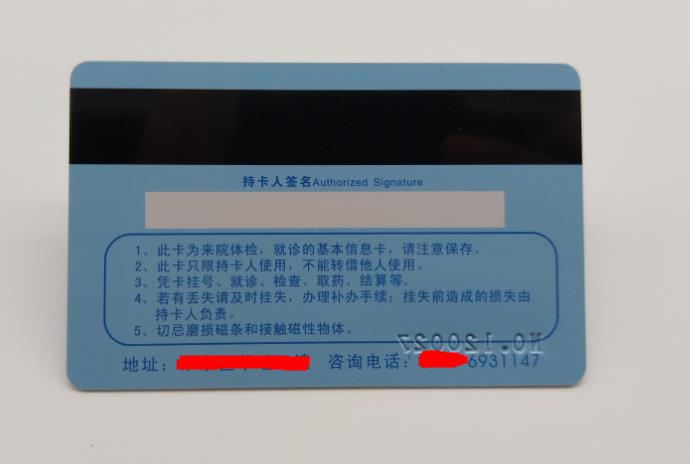 持卡人签名Authorized Signature
1、此卡为来院体检，就诊的基本信息卡，请注意保存。
2、此卡只限持卡人使用，不能转借他人使用。
3、凭卡挂号、就诊、检查、取药、结算等。
4、若有丢失请及时挂失，办理补办手续；挂失前造成的损失由
持卡人负责。
5、切忌磨损磁条和接触磁性物体。
NO.120027
地址： 咨询电话： 6931147